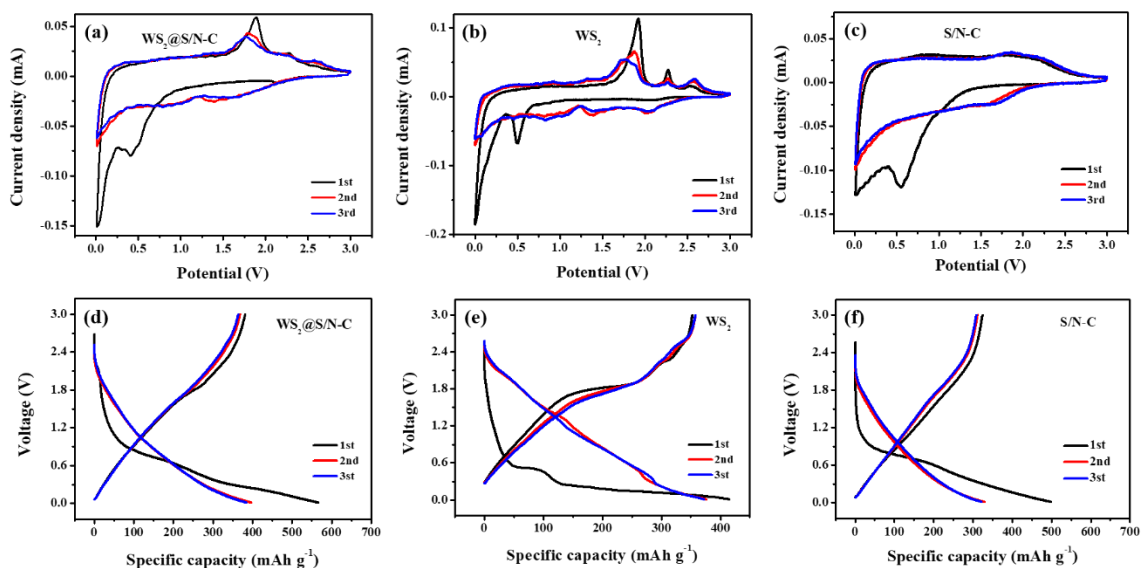 (a)
WS2@S/N-C
Current density (mA)
0.05
0.00
-0.05
-0.10
-0.15
1st
2nd
3rd
0.0 0.5 1.0 1.5 2.0 2.5 3.0
Potential (V)
(b)
WS2
Current density (mA)
0.1
0.0
-0.1
-0.2
1st
2nd
3rd
0.0 0.5 1.0 1.5 2.0 2.5 3.0
Potential (V)
(c)
S/N-C
Current density (mA)
0.05
0.00
-0.05
-0.10
-0.15
1st
2nd
3rd
0.0 0.5 1.0 1.5 2.0 2.5 3.0
Potential (V)
(d)
WS2@S/N-C
Voltage (V)
3.0
2.4
1.8
1.2
0.6
0.0
1st
2nd
3st
0 100 200 300 400 500 600 700
Specific capacity (mAh g-1)
(e)
WS2
Voltage (V)
3.0
2.4
1.8
1.2
0.6
0.0
1st
2nd
3st
0 100 200 300 400
Specific capacity (mAh g-1)
(f)
S/N-C
Voltage (V)
3.0
2.4
1.8
1.2
0.6
0.0
1st
2nd
3st
0 100 200 300 400 500 600 700
Specific capacity (mAh g-1)